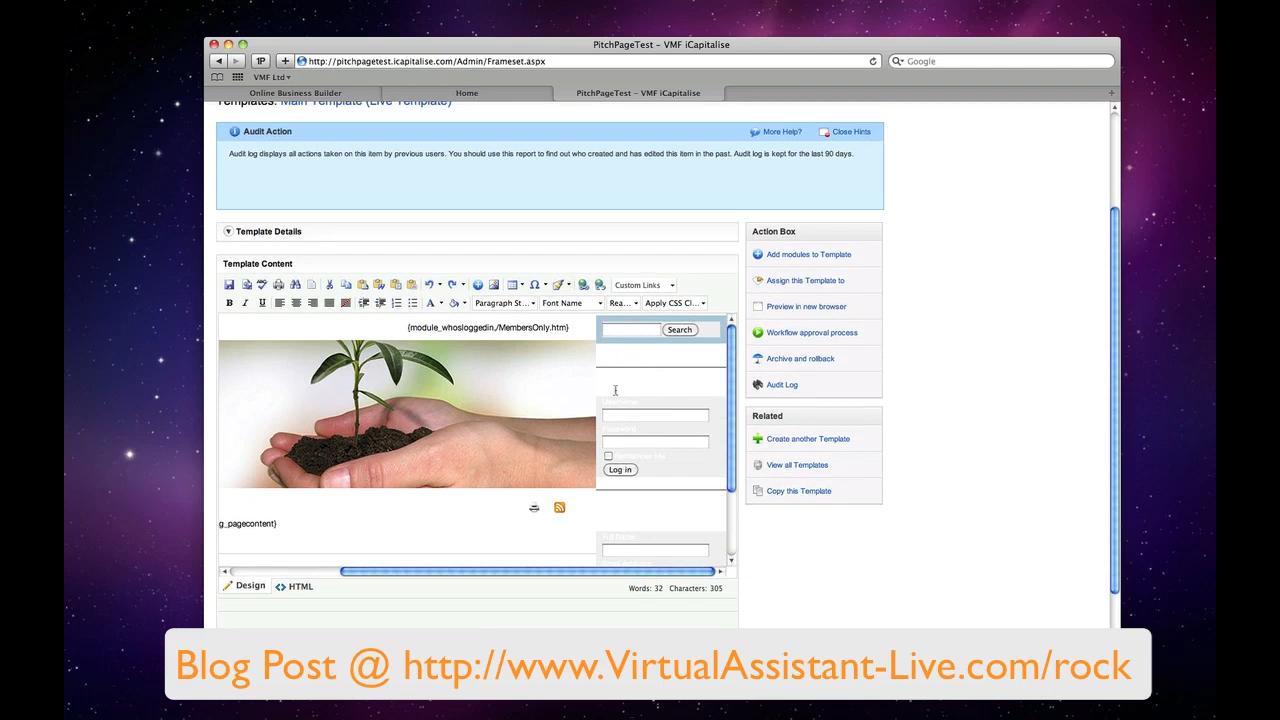 PitchPageTest – VMF iCapitalise
1P
http://pitchpagetest.icapitalise.com/Admin/Frameset.aspx
Google
VMF Ltd
Online Business Builder
Home
PitchPageTest – VMF iCapitalise
Templates: Main Template (Live Template)
Audit Action
More Help?
Close Hints
Audit log displays all actions taken on this item by previous users. You should use this report to find out who created and has edited this item in the past. Audit log is kept for the last 90 days.
Template Details
Template Content
Custom Links
B I U
Paragraph St...
Font Name
Rea...
Apply CSS Cl...
{module_whosloggedin,/MembersOnly.htm}
Search
Username
Password
Remember Me
Log in
g_pagecontent}
Full Name
Design
HTML
Words: 32 Characters: 305
Action Box
Add modules to Template
Assign this Template to
Preview in new browser
Workflow approval process
Archive and rollback
Audit Log
Related
Create another Template
View all Templates
Copy this Template
Blog Post @ http://www.VirtualAssistant-Live.com/rock